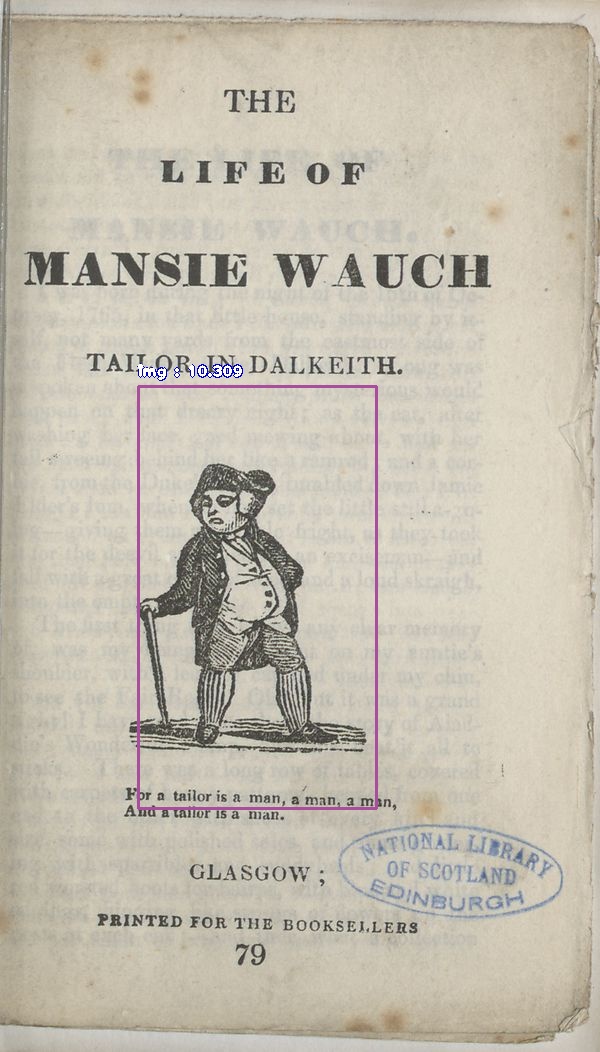 THE
LIFE OF
MANSIE WAUCH
TAILOR IN DALKEITH.
img : 10.309
For a tailor is a man, a man, a man,
And a tailor is a man.
NATIONAL LIBRARY
OF SCOTLAND
EDINBURGH
GLASGOW;
PRINTED FOR THE BOOKSELLERS
79